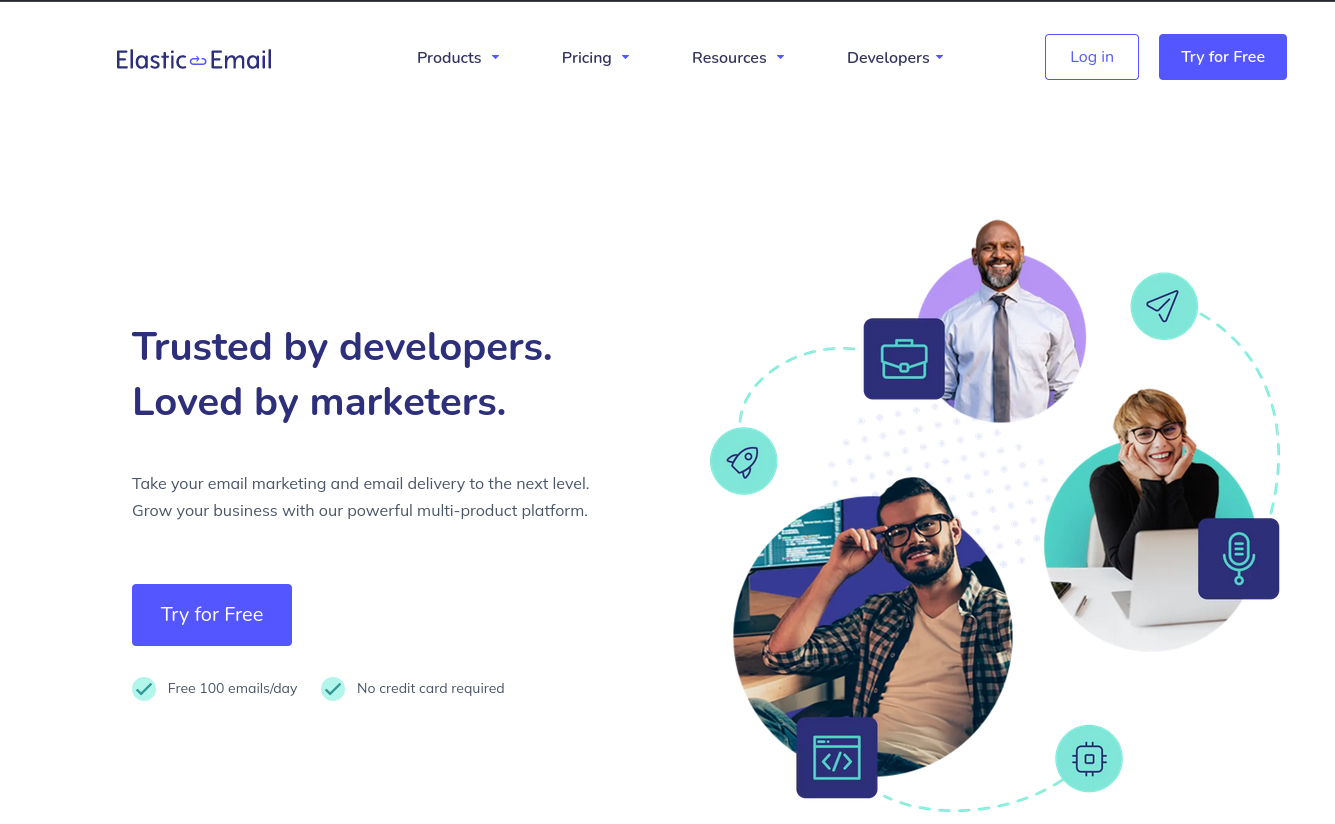 Elastic Email
Products
Pricing
Resources
Developers
Log in
Try for Free
Trusted by developers.
Loved by marketers.
Take your email marketing and email delivery to the next level.
Grow your business with our powerful multi-product platform.
Try for Free
Free 100 emails/day
No credit card required